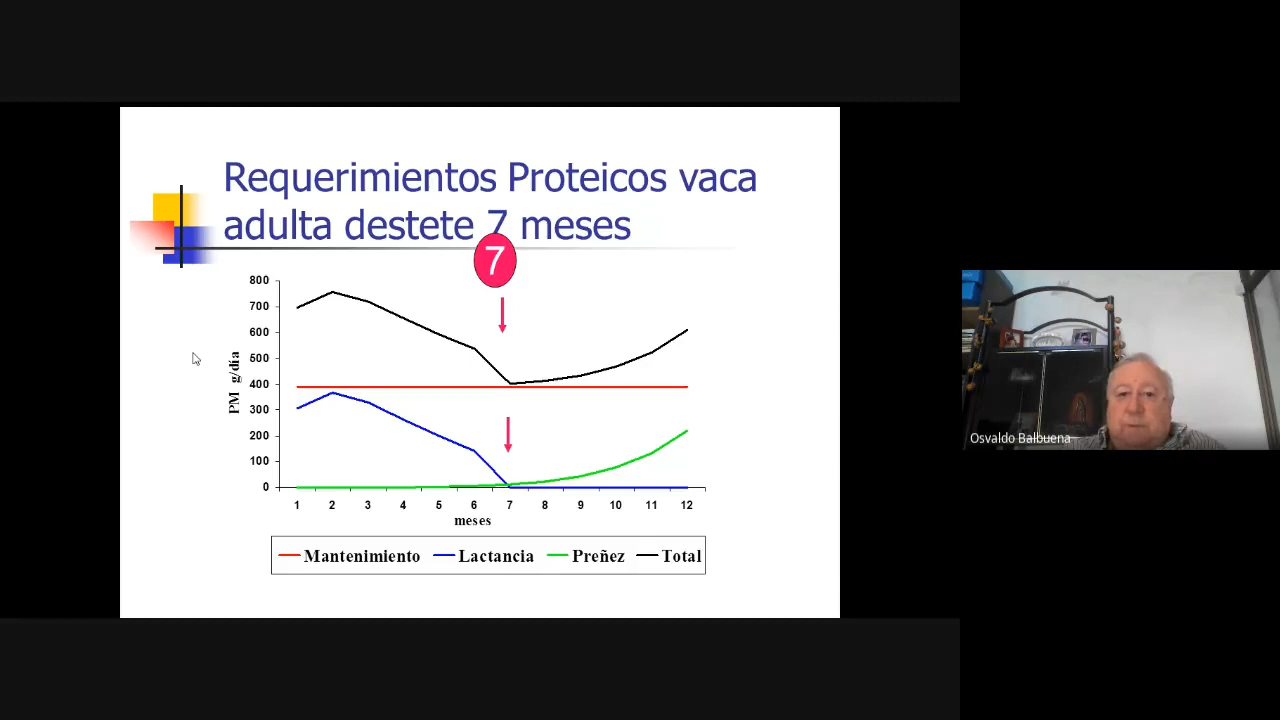 Requerimientos Proteicos vaca
adulta destete 7 meses
7
800
700
600
500
400
300
200
100
0
PM g/día
1 2 3 4 5 6 7 8 9 10 11 12
meses
Mantenimiento Lactancia Preñez Total
Osvaldo Balbuena